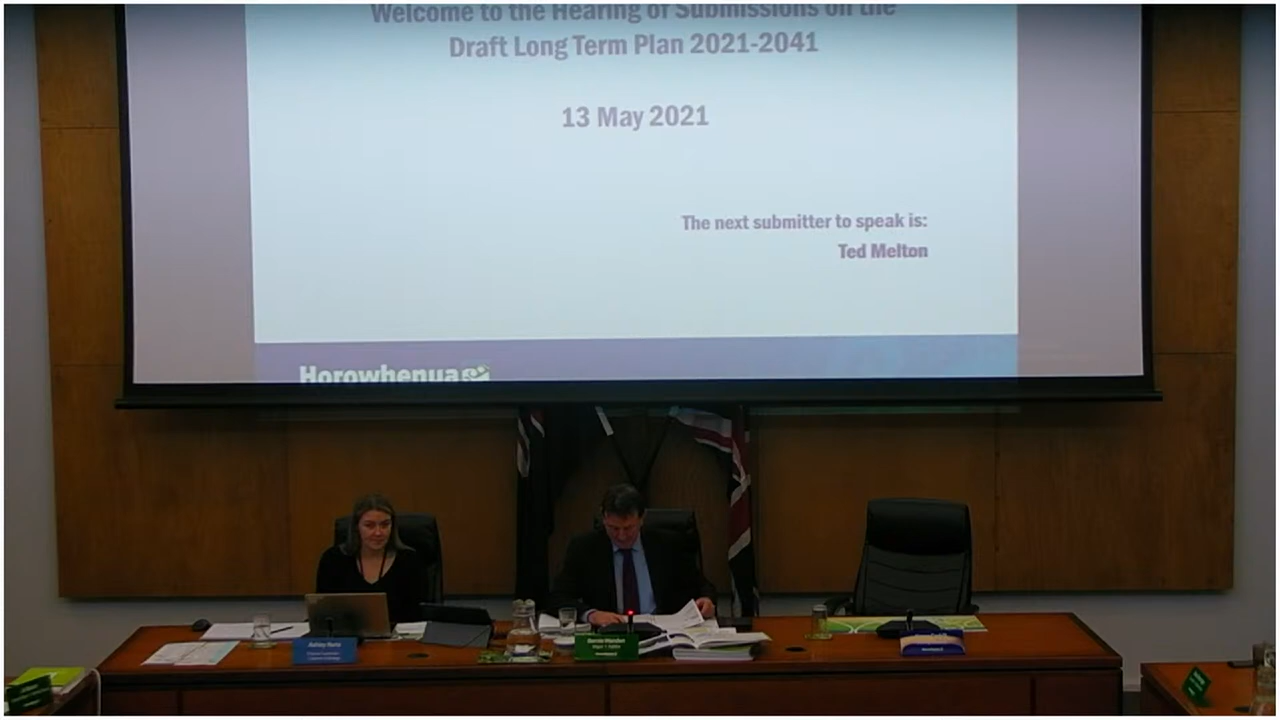 Welcome to the Hearing of Submissions on the
Draft Long Term Plan 2021-2041
13 May 2021
The next submitter to speak is:
Ted Melton
Horowhenua